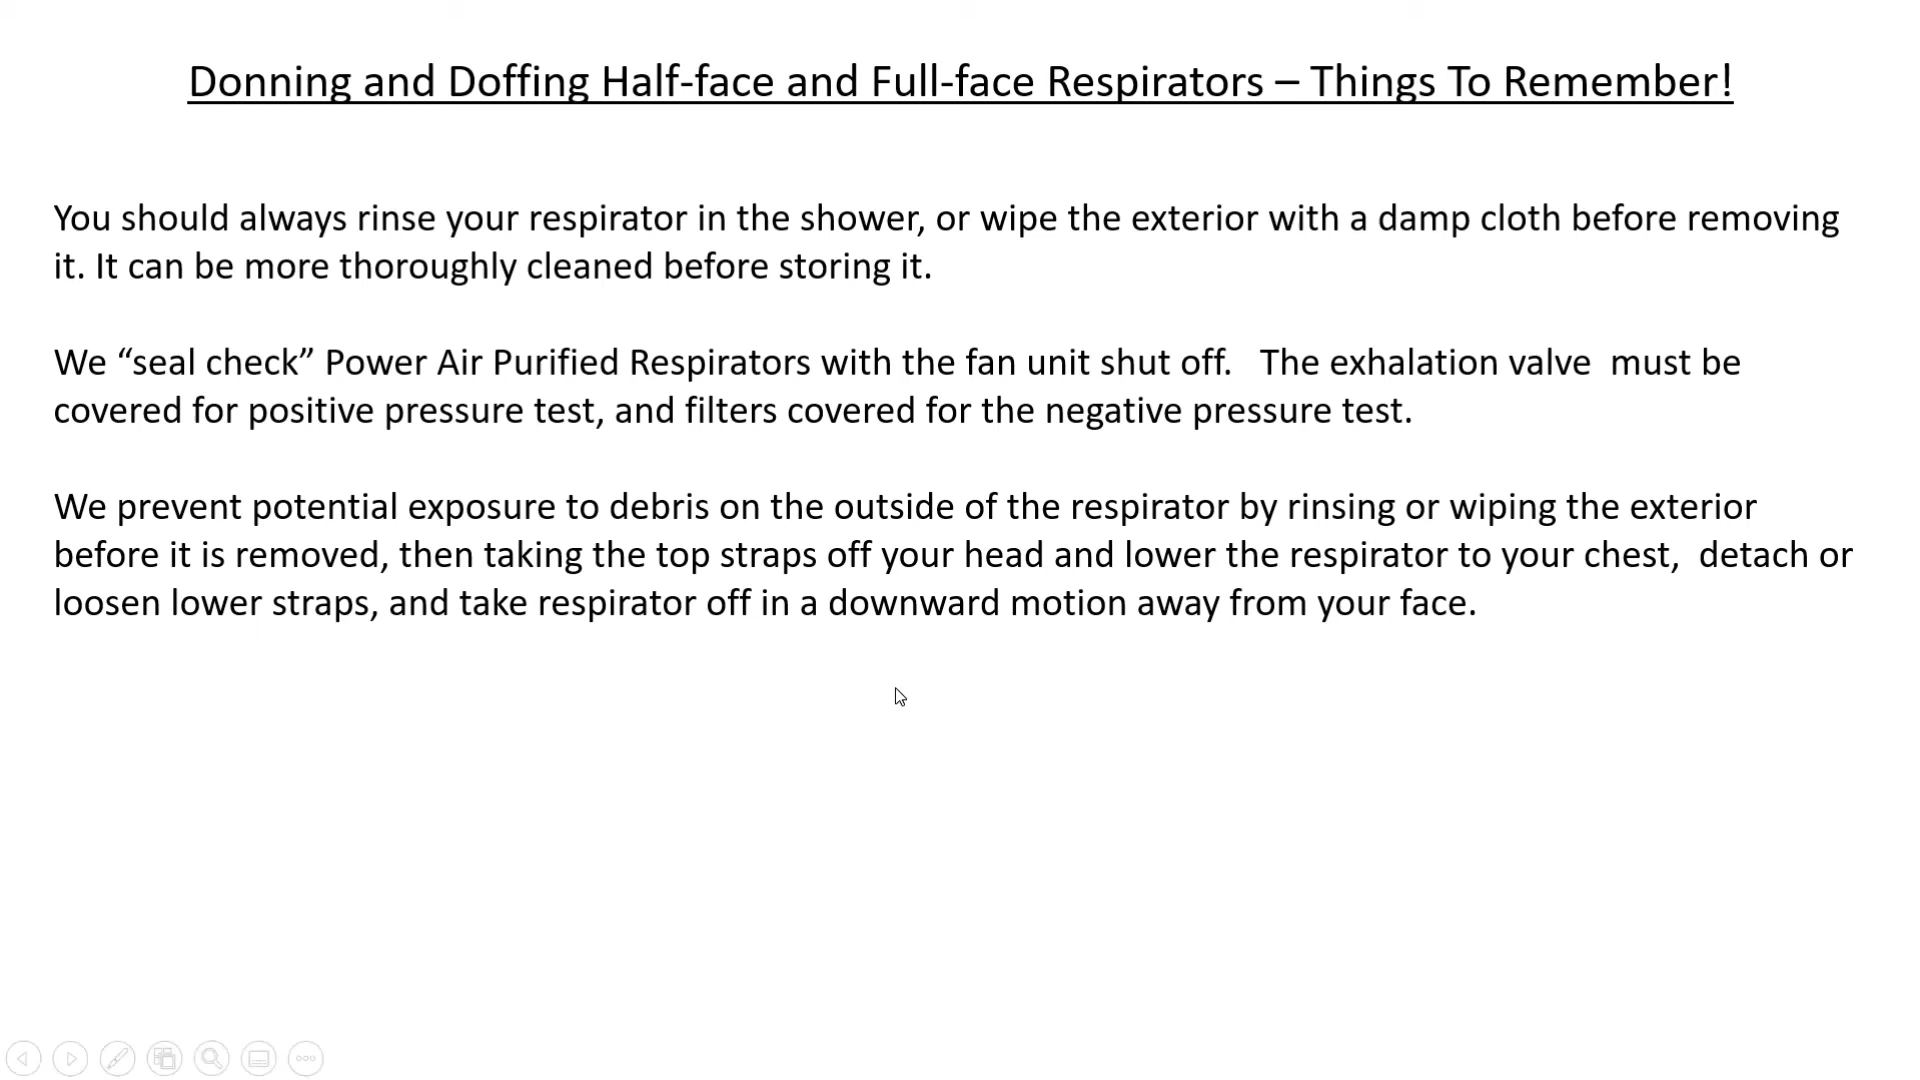 Donning and Doffing Half-face and Full-face Respirators – Things To Remember!
You should always rinse your respirator in the shower, or wipe the exterior with a damp cloth before removing
it. It can be more thoroughly cleaned before storing it.
We “seal check” Power Air Purified Respirators with the fan unit shut off.   The exhalation valve  must be
covered for positive pressure test, and filters covered for the negative pressure test.
We prevent potential exposure to debris on the outside of the respirator by rinsing or wiping the exterior
before it is removed, then taking the top straps off your head and lower the respirator to your chest,  detach or
loosen lower straps, and take respirator off in a downward motion away from your face.